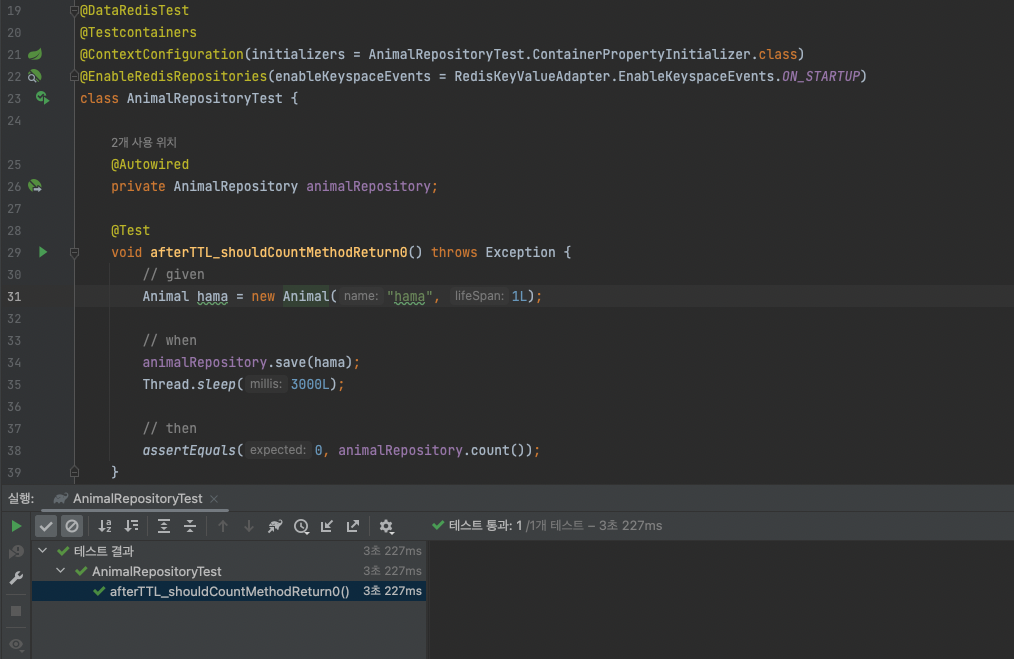 19 @DataRedisTest
20 @Testcontainers
21 @ContextConfiguration(initializers = AnimalRepositoryTest.ContainerPropertyInitializer.class)
22 @EnableRedisRepositories(enableKeyspaceEvents = RedisKeyValueAdapter.EnableKeyspaceEvents.ON_STARTUP)
23 class AnimalRepositoryTest {
24
2개 사용 위치
25 @Autowired
26 private AnimalRepository animalRepository;
27
28 @Test
29 void afterTTL_shouldCountMethodReturn0() throws Exception {
30 // given
31 Animal hama = new Animal( name: "hama", lifeSpan: 1L);
32
33 // when
34 animalRepository.save(hama);
35 Thread.sleep( millis: 3000L);
36
37 // then
38 assertEquals( expected: 0, animalRepository.count());
39 }
실행: AnimalRepositoryTest ×
테스트 통과: 1 /1개 테스트 – 3초 227ms
테스트 결과 3초 227ms
AnimalRepositoryTest 3초 227ms
afterTTL_shouldCountMethodReturn0() 3초 227ms